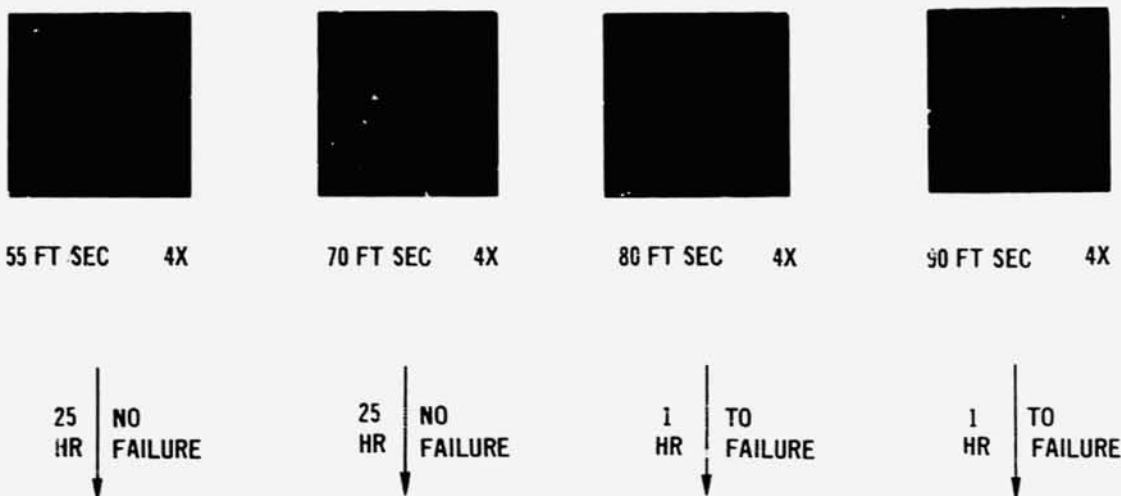 55 FT SEC 4X
70 FT SEC 4X
80 FT SEC 4X
90 FT SEC 4X
25 HR NO FAILURE
25 HR NO FAILURE
1 HR TO FAILURE
1 HR TO FAILURE